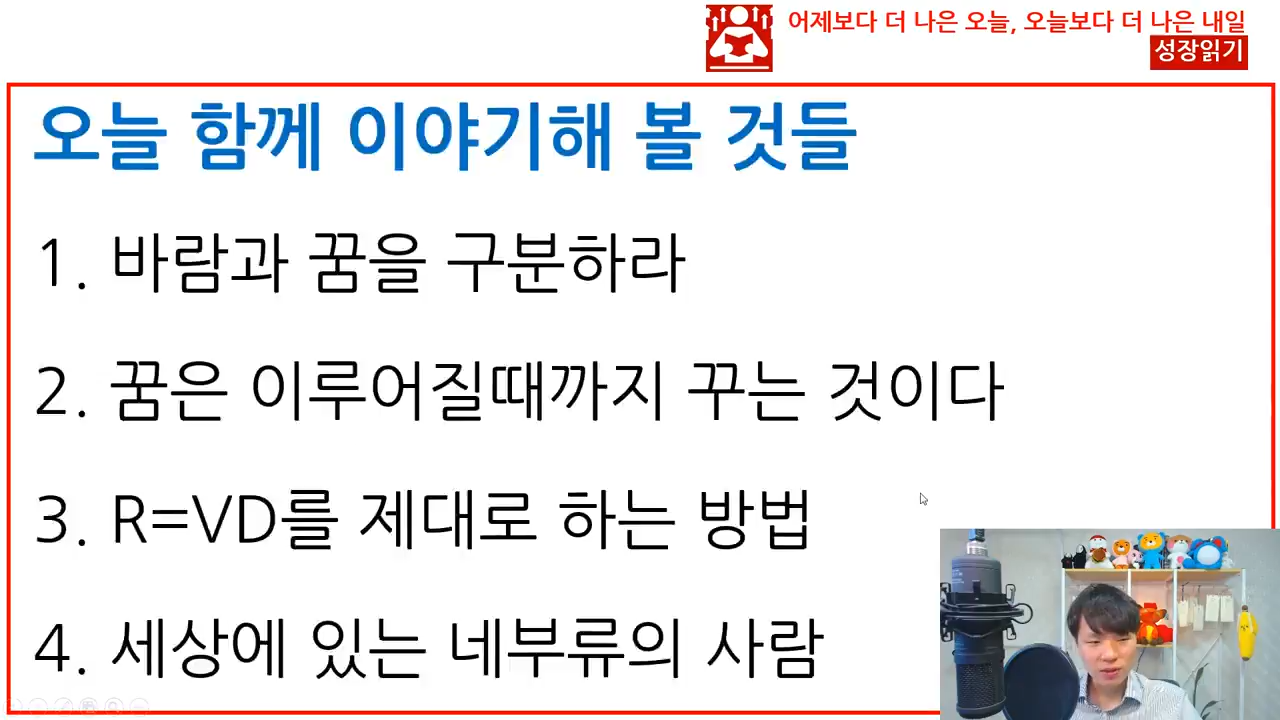 어제보다 더 나은 오늘, 오늘보다 더 나은 내일
성장읽기
오늘 함께 이야기해 볼 것들
1. 바람과 꿈을 구분하라
2. 꿈은 이루어질때까지 꾸는 것이다
3. R=VD를 제대로 하는 방법
4. 세상에 있는 네부류의 사람